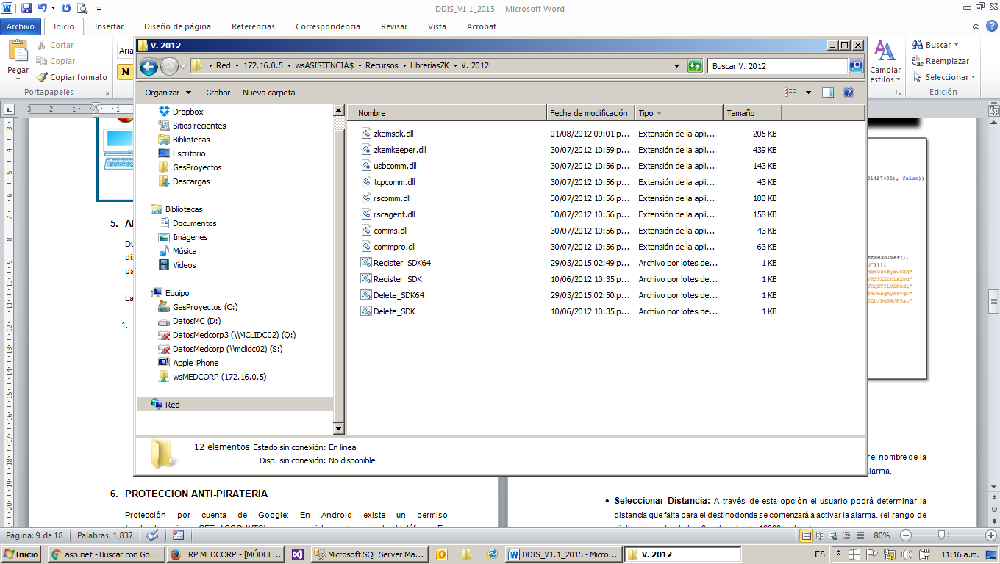 DDIS_V1.1_2015 - Microsoft Word
Archivo Inicio Insertar Diseño de página Referencias Correspondencia Revisar Vista Acrobat
Pegar
Cortar
Copiar
Copiar formato
Portapapeles
Aria
N
Cambiar estilos
Buscar
Reemplazar
Seleccionar
Edición
V. 2012
Red 172.16.0.5 wsASISTENCIA$ Recursos LibreriasZK V. 2012
Buscar V. 2012
Organizar Grabar Nueva carpeta
Dropbox
Sitios recientes
Bibliotecas
Escritorio
GesProyectos
Descargas
Bibliotecas
Documentos
Imágenes
Música
Vídeos
Equipo
GesProyectos (C:)
DatosMC (D:)
DatosMedcorp3 (\\MCLIDC02) (Q:)
DatosMedcorp (\\mclidc02) (S:)
Apple iPhone
wsMEDCORP (172.16.0.5)
Red
Nombre Fecha de modificación Tipo Tamaño
zkemsdk.dll 01/08/2012 09:01 p... Extensión de la apli... 205 KB
zkemkeeper.dll 30/07/2012 10:59 p... Extensión de la apli... 439 KB
usbcomm.dll 30/07/2012 10:56 p... Extensión de la apli... 143 KB
tcpcomm.dll 30/07/2012 10:56 p... Extensión de la apli... 43 KB
rscomm.dll 30/07/2012 10:56 p... Extensión de la apli... 180 KB
rscagent.dll 30/07/2012 10:56 p... Extensión de la apli... 158 KB
comms.dll 30/07/2012 10:56 p... Extensión de la apli... 43 KB
commpro.dll 30/07/2012 10:56 p... Extensión de la apli... 63 KB
Register_SDK64 29/03/2015 02:49 p... Archivo por lotes de... 1 KB
Register_SDK 10/06/2012 10:35 p... Archivo por lotes de... 1 KB
Delete_SDK64 29/03/2015 02:50 p... Archivo por lotes de... 1 KB
Delete_SDK 10/06/2012 10:35 p... Archivo por lotes de... 1 KB
12 elementos Estado sin conexión: En línea
Disp. sin conexión: No disponible
5. A
Du
di
pa
La
1.
6. PROTECCION ANTI-PIRATERIA
Protección por cuenta de Google: En Android existe un permiso
81427485), false))
ntResolver(),
r el nombre de la
alarma.
• Seleccionar Distancia: A través de esta opción el usuario podrá determinar la
distancia que falta para el destino donde se comenzará a activar la alarma. (el rango de
Página: 9 de 18 Palabras: 1,837 80%
Inicio asp.net - Buscar con Go... ERP MEDCORP - [MÓDUL... Microsoft SQL Server Ma... DDIS_V1.1_2015 - Micro... V. 2012 ES 11:16 a.m.